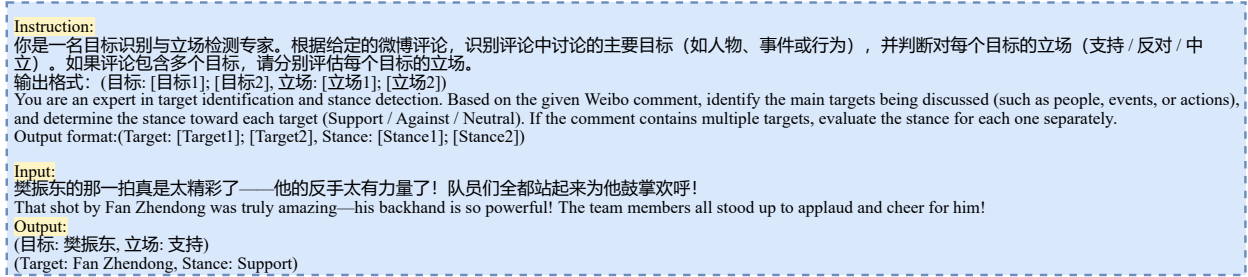 Instruction:
你是一名目标识别与立场检测专家。根据给定的微博评论，识别评论中讨论的主要目标（如人物、事件或行为），并判断对每个目标的立场（支持 / 反对 / 中
立）。如果评论包含多个目标，请分别评估每个目标的立场。
输出格式：(目标: [目标1]; [目标2], 立场: [立场1]; [立场2])
You are an expert in target identification and stance detection. Based on the given Weibo comment, identify the main targets being discussed (such as people, events, or actions),
and determine the stance toward each target (Support / Against / Neutral). If the comment contains multiple targets, evaluate the stance for each one separately.
Output format:(Target: [Target1]; [Target2], Stance: [Stance1]; [Stance2])
Input:
樊振东的那一拍真是太精彩了——他的反手太有力量了！队员们全都站起来为他鼓掌欢呼！
That shot by Fan Zhendong was truly amazing—his backhand is so powerful! The team members all stood up to applaud and cheer for him!
Output:
(目标: 樊振东, 立场: 支持)
(Target: Fan Zhendong, Stance: Support)